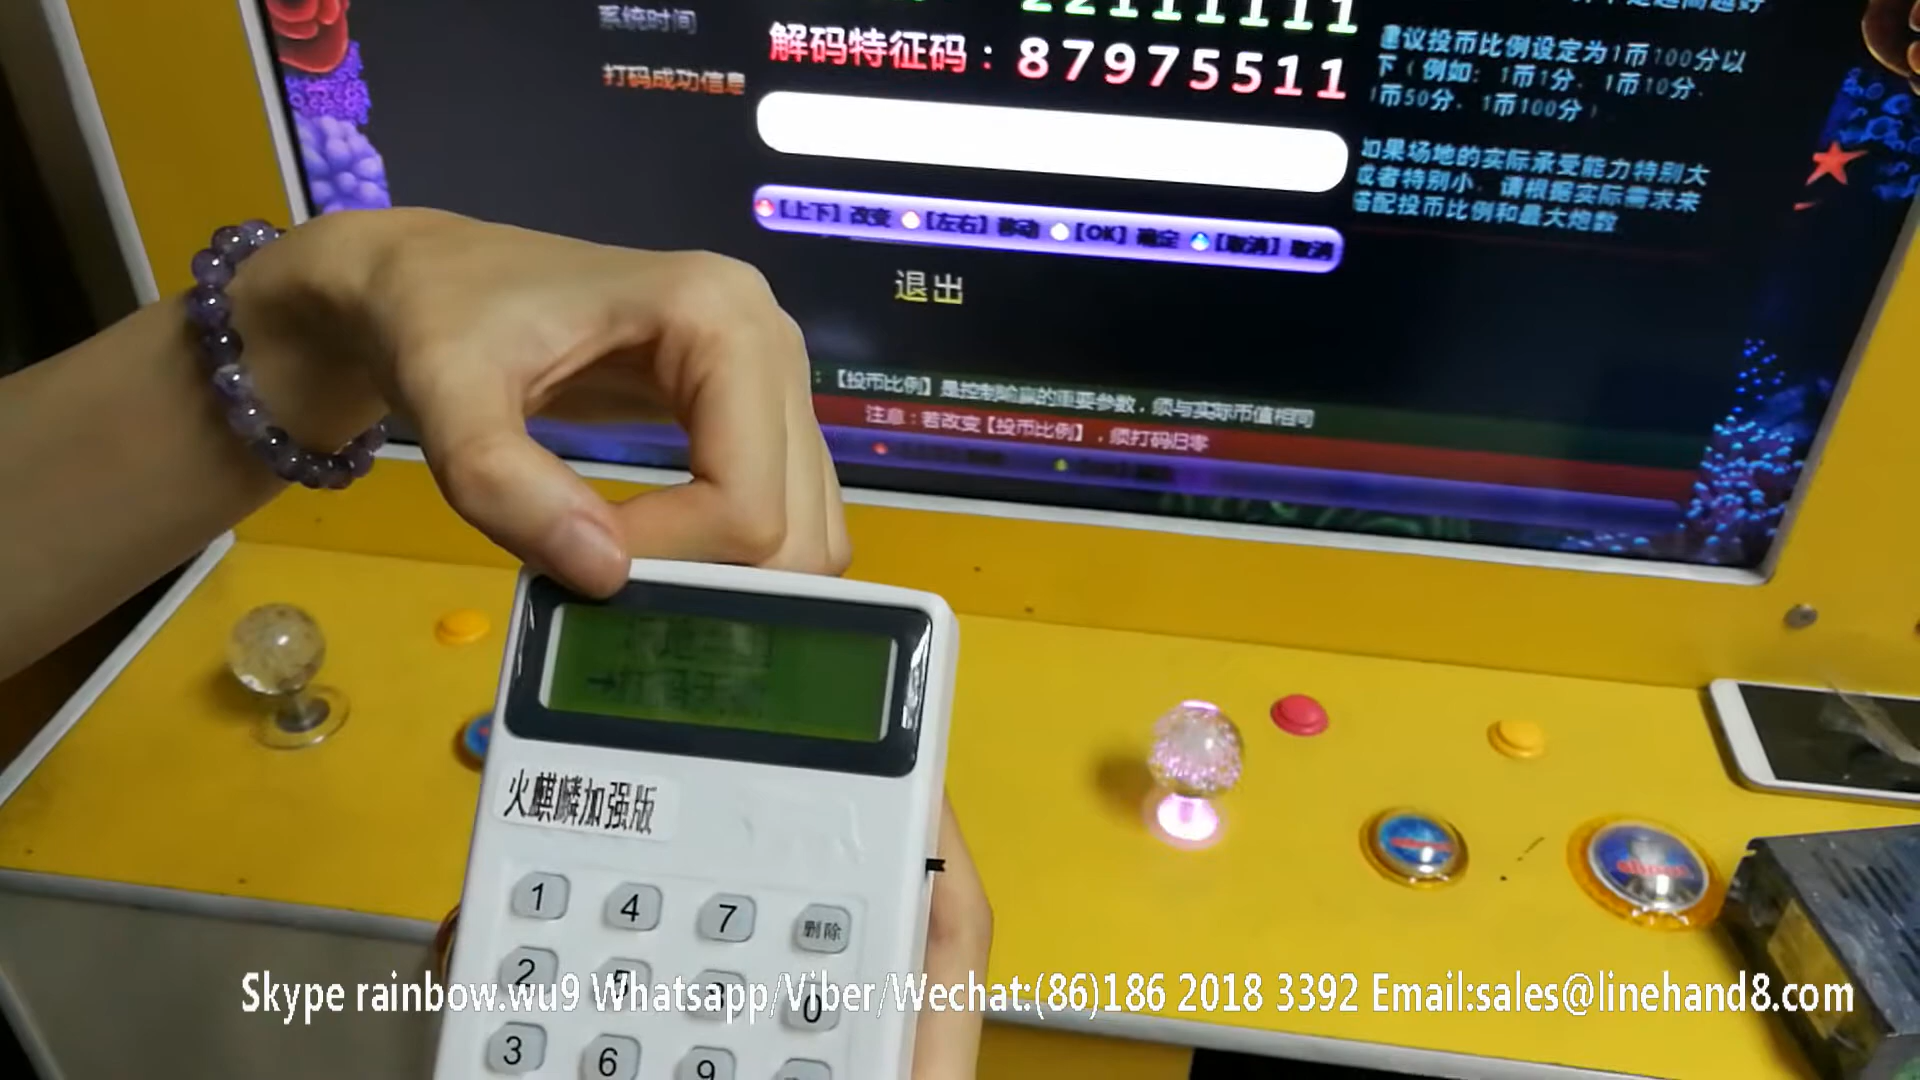 系统时间
打码成功信息
22111111
解码特征码：87975511
建议投币比例设定为1币100分以
下（例如：1币1分、1币10分、
1币50分、1币100分）
如果场地的实际承受能力特别大
或者特别小，请根据实际需求来
搭配投币比例和最大炮数
【上下】改变 【左右】移动 【OK】确定 【取消】取消
退出
：【投币比例】是控制输赢的重要参数，须与实际币值相同
注意：若改变【投币比例】，须打码归零
火麒麟加强版
1 4 7 删除
2 5 8 0
3 6 9
Skype rainbow.wu9 Whatsapp/Viber/Wechat:(86)186 2018 3392 Email:sales@linehand8.com